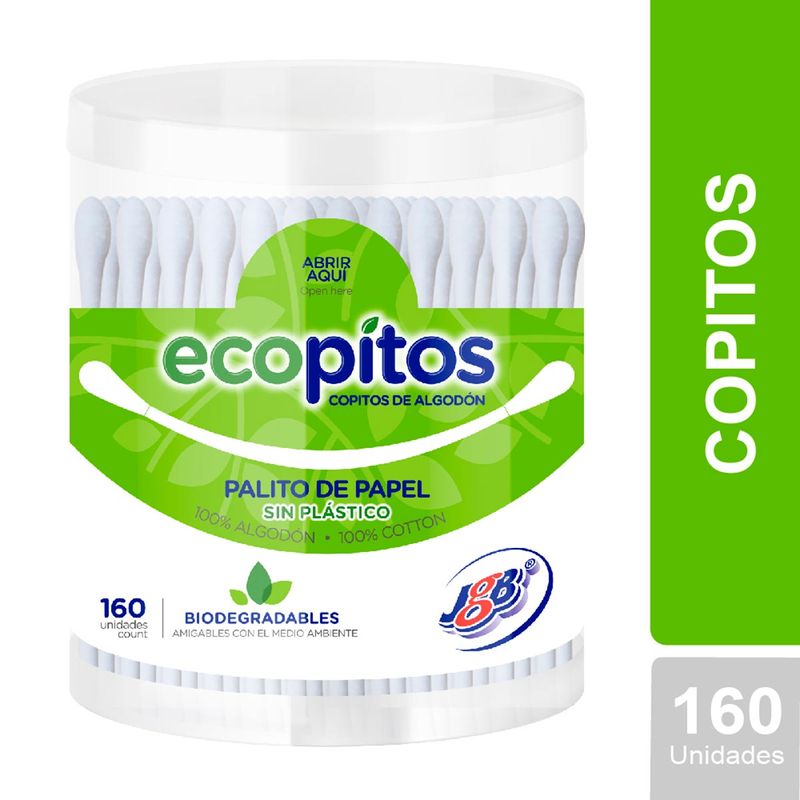 ABRIR
AQUÍ
Open here
ecopitos
COPITOS DE ALGODÓN
PALITO DE PAPEL
SIN PLÁSTICO
100% ALGODÓN • 100% COTTON
160
unidades
count
BIODEGRADABLES
AMIGABLES CON EL MEDIO AMBIENTE
JGB®
COPITOS
160
Unidades